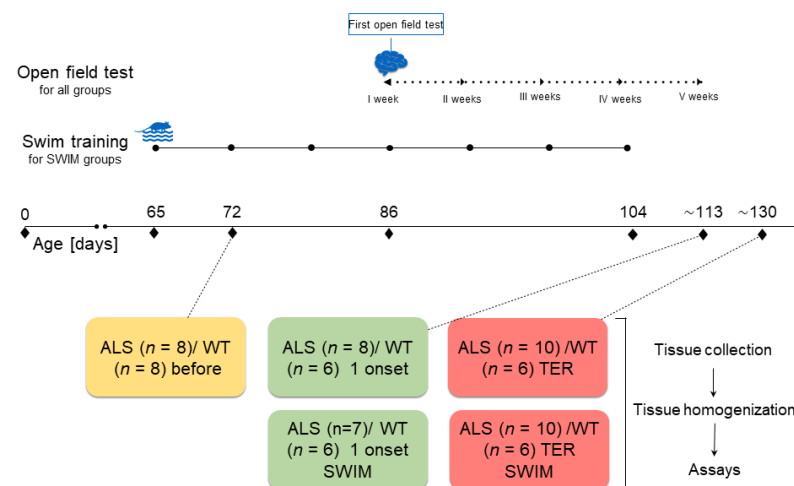 First open field test
Open field test
for all groups
I week
II weeks
III weeks
IV weeks
V weeks
Swim training
for SWIM groups
0
65
72
86
104
~113
~130
Age [days]
ALS (n = 8)/ WT
(n = 8) before
ALS (n = 8)/ WT
(n = 6) 1 onset
ALS (n = 10) /WT
(n = 6) TER
ALS (n=7)/ WT
(n = 6) 1 onset
SWIM
ALS (n = 10) /WT
(n = 6) TER
SWIM
Tissue collection
Tissue homogenization
Assays